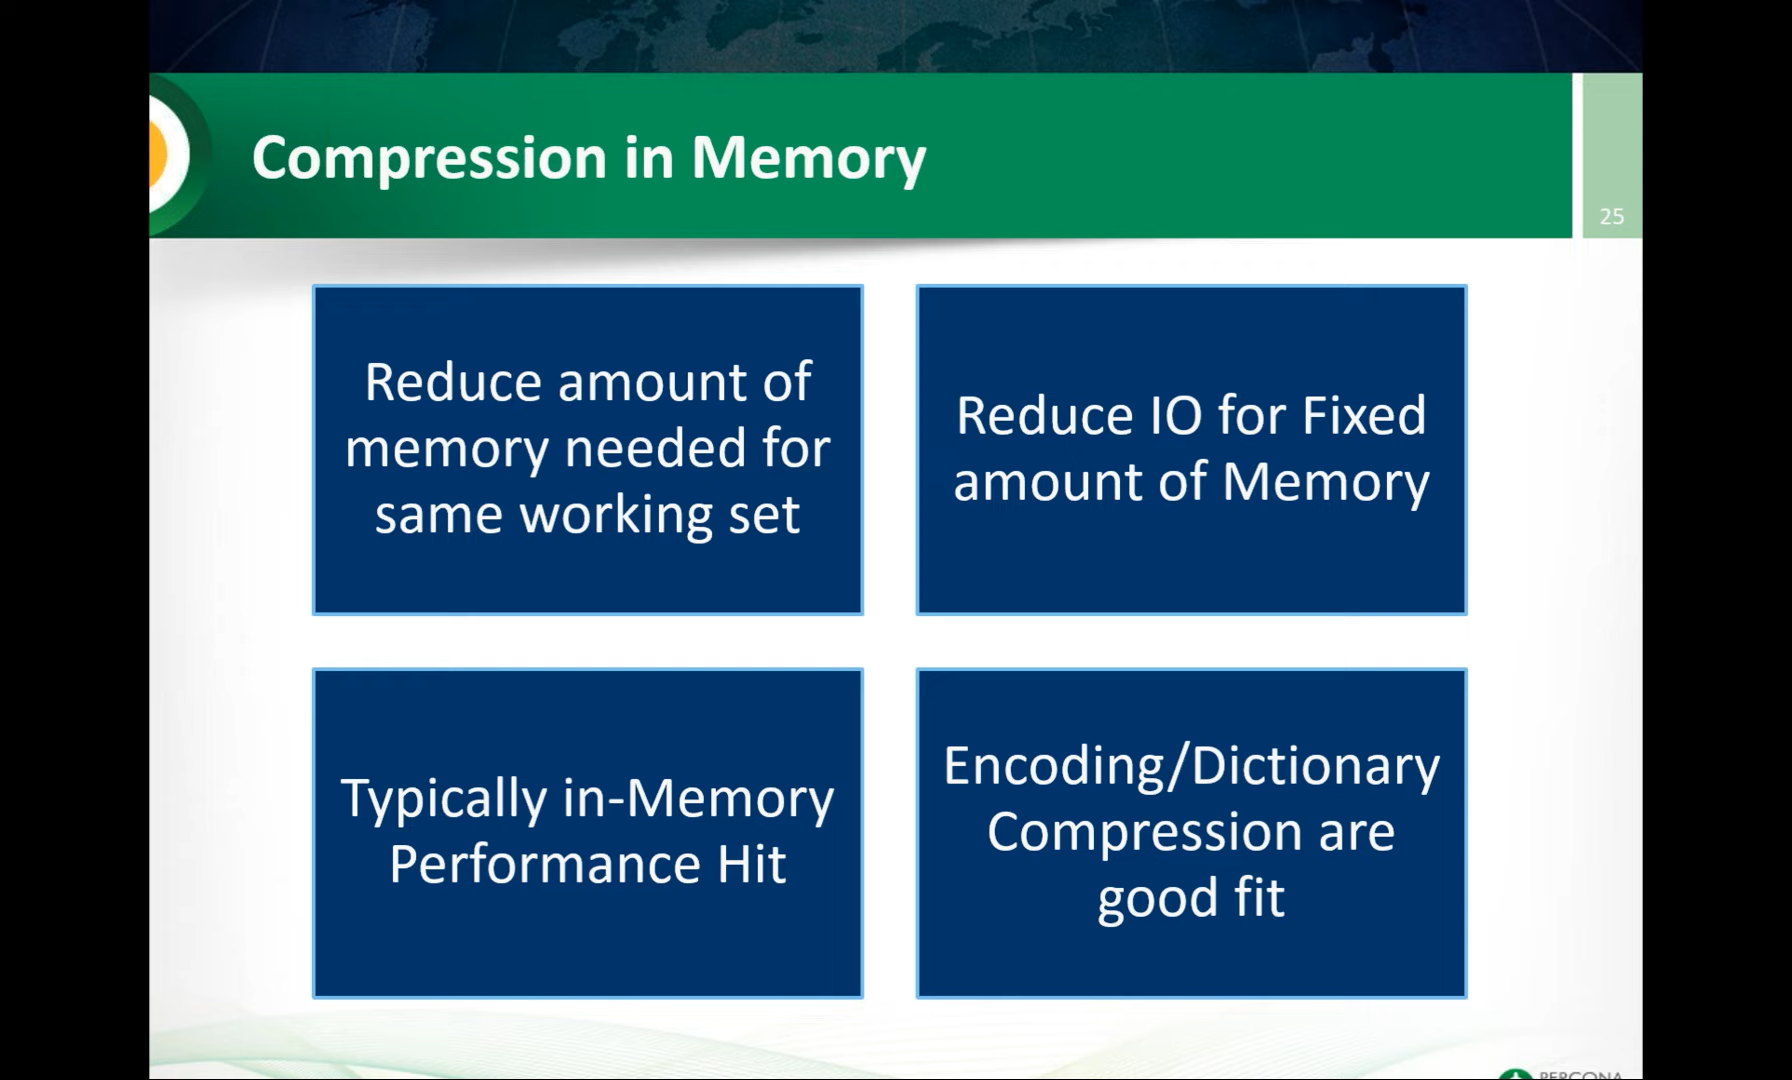 Compression in Memory
25
Reduce amount of
memory needed for
same working set
Reduce IO for Fixed
amount of Memory
Typically in-Memory
Performance Hit
Encoding/Dictionary
Compression are
good fit
PERCONA